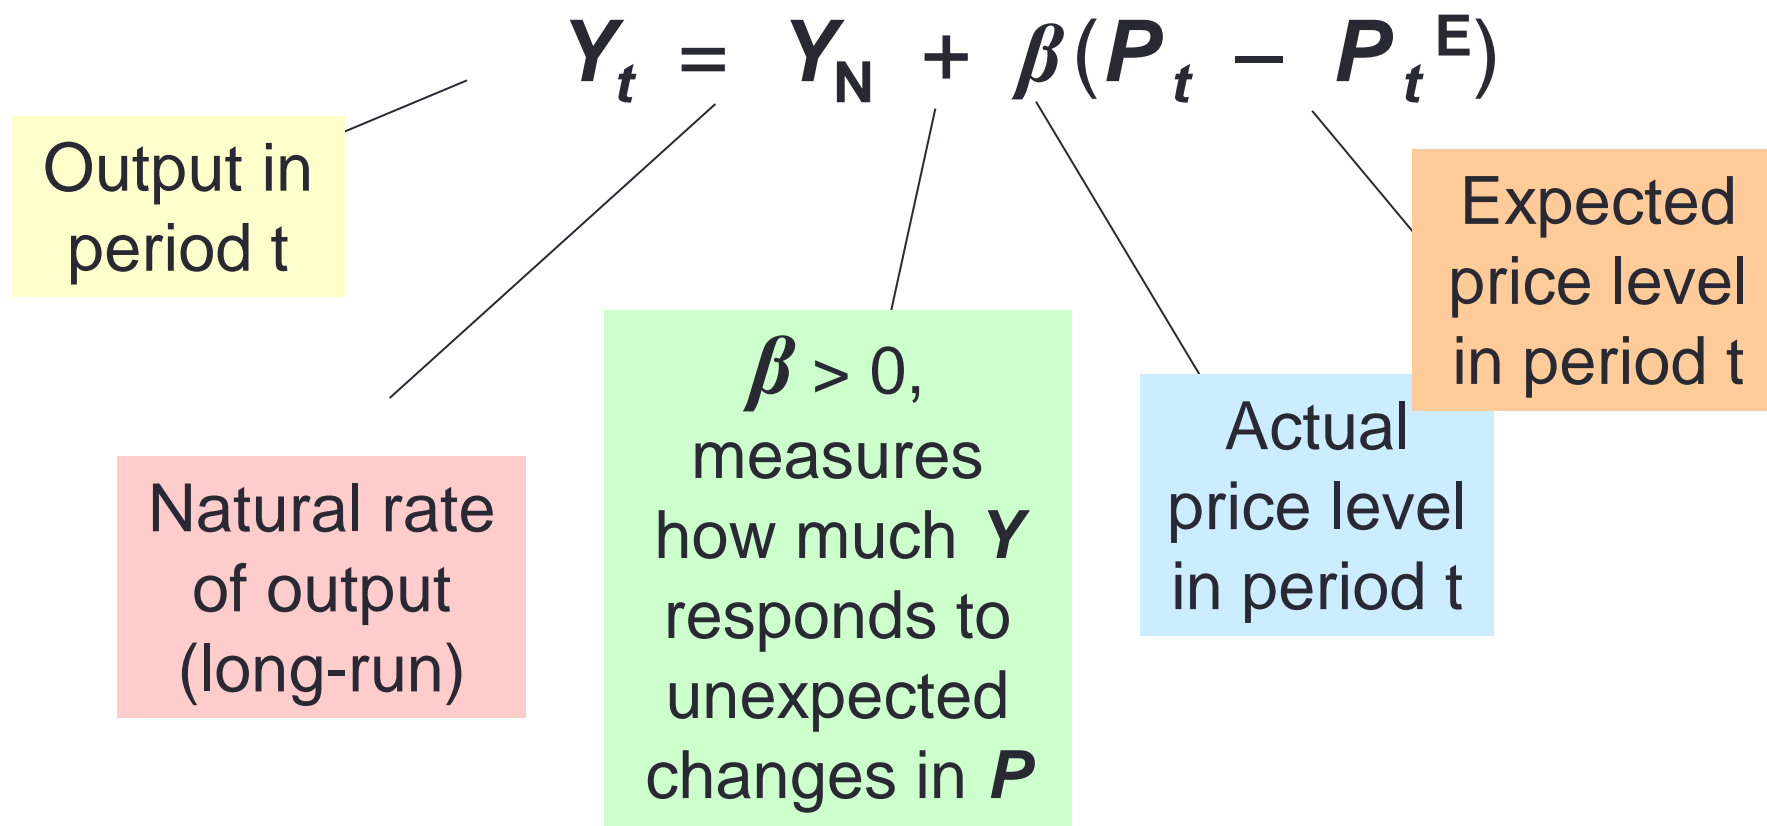 Yt = YN + β(Pt − PtE)
Output in
period t
Natural rate
of output
(long-run)
β > 0,
measures
how much Y
responds to
unexpected
changes in P
Actual
price level
in period t
Expected
price level
in period t